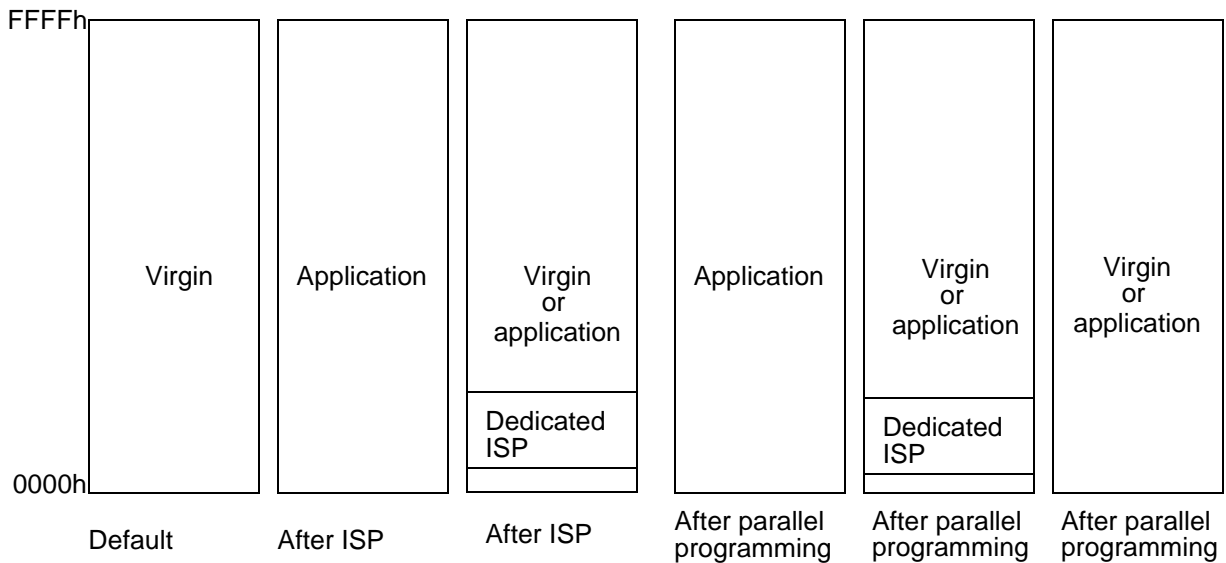 FFFFh
Virgin
Application
Virgin
or
application
Dedicated
ISP
Application
Virgin
or
application
Dedicated
ISP
Virgin
or
application
0000h
Default
After ISP
After ISP
After parallel
programming
After parallel
programming
After parallel
programming